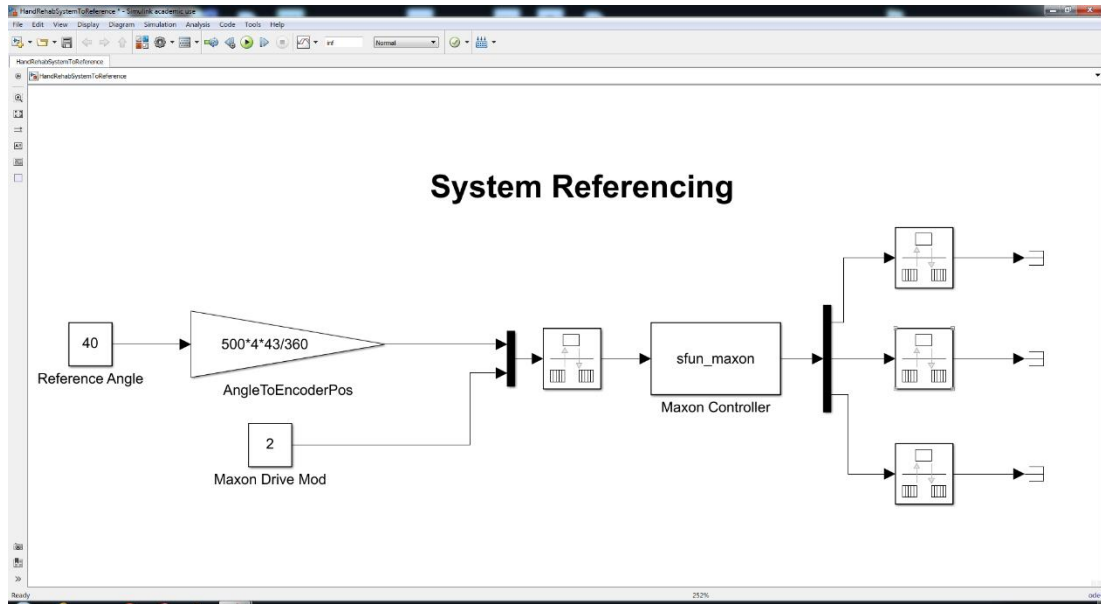 HandRehabSystemToReference * - Simulink academic use
File Edit View Display Diagram Simulation Analysis Code Tools Help
inf Normal
HandRehabSystemToReference
HandRehabSystemToReference
System Referencing
40
500*4*43/360
sfun_maxon
Reference Angle
AngleToEncoderPos
Maxon Controller
2
Maxon Drive Mod
Ready 252% ode